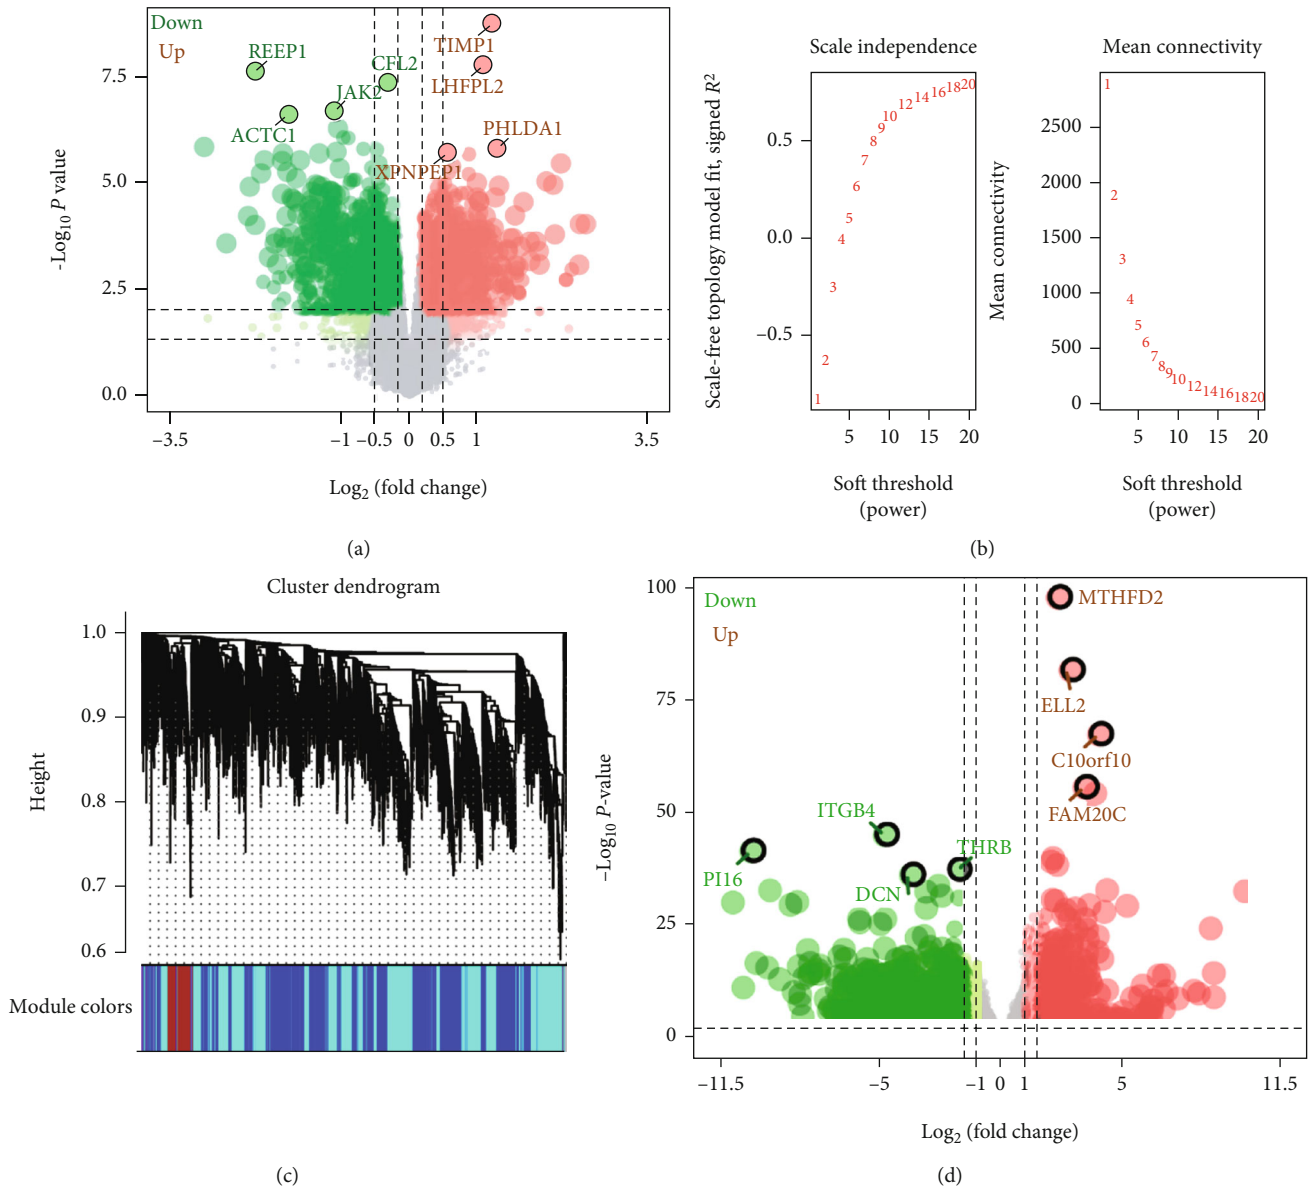 Down
Up
REEP1
ACTC1
JAK2
CFL2
TIMP1
LHFPL2
PHLDA1
XPNPEP1
7.5
5.0
2.5
0.0
-Log10 P value
−3.5
−1
−0.5
0
0.5
1
3.5
Log2 (fold change)
(a)
Scale independence
Scale-free topology model fit, signed R2
0.5
0.0
−0.5
1
2
3
4
5
6
7
8
9
10
12
14
16
18
20
5
10
15
20
Soft threshold
(power)
Mean connectivity
Mean connectivity
2500
2000
1500
1000
500
0
1
2
3
4
5
6
7
8
9
10
12
14
16
18
20
5
10
15
20
Soft threshold
(power)
(b)
Cluster dendrogram
Height
1.0
0.9
0.8
0.7
0.6
Module colors
(c)
Down
Up
MTHFD2
ELL2
C10orf10
FAM20C
ITGB4
THRB
DCN
PI16
100
75
50
25
0
−Log10 P-value
−11.5
−5
−1
0
1
5
11.5
Log2 (fold change)
(d)